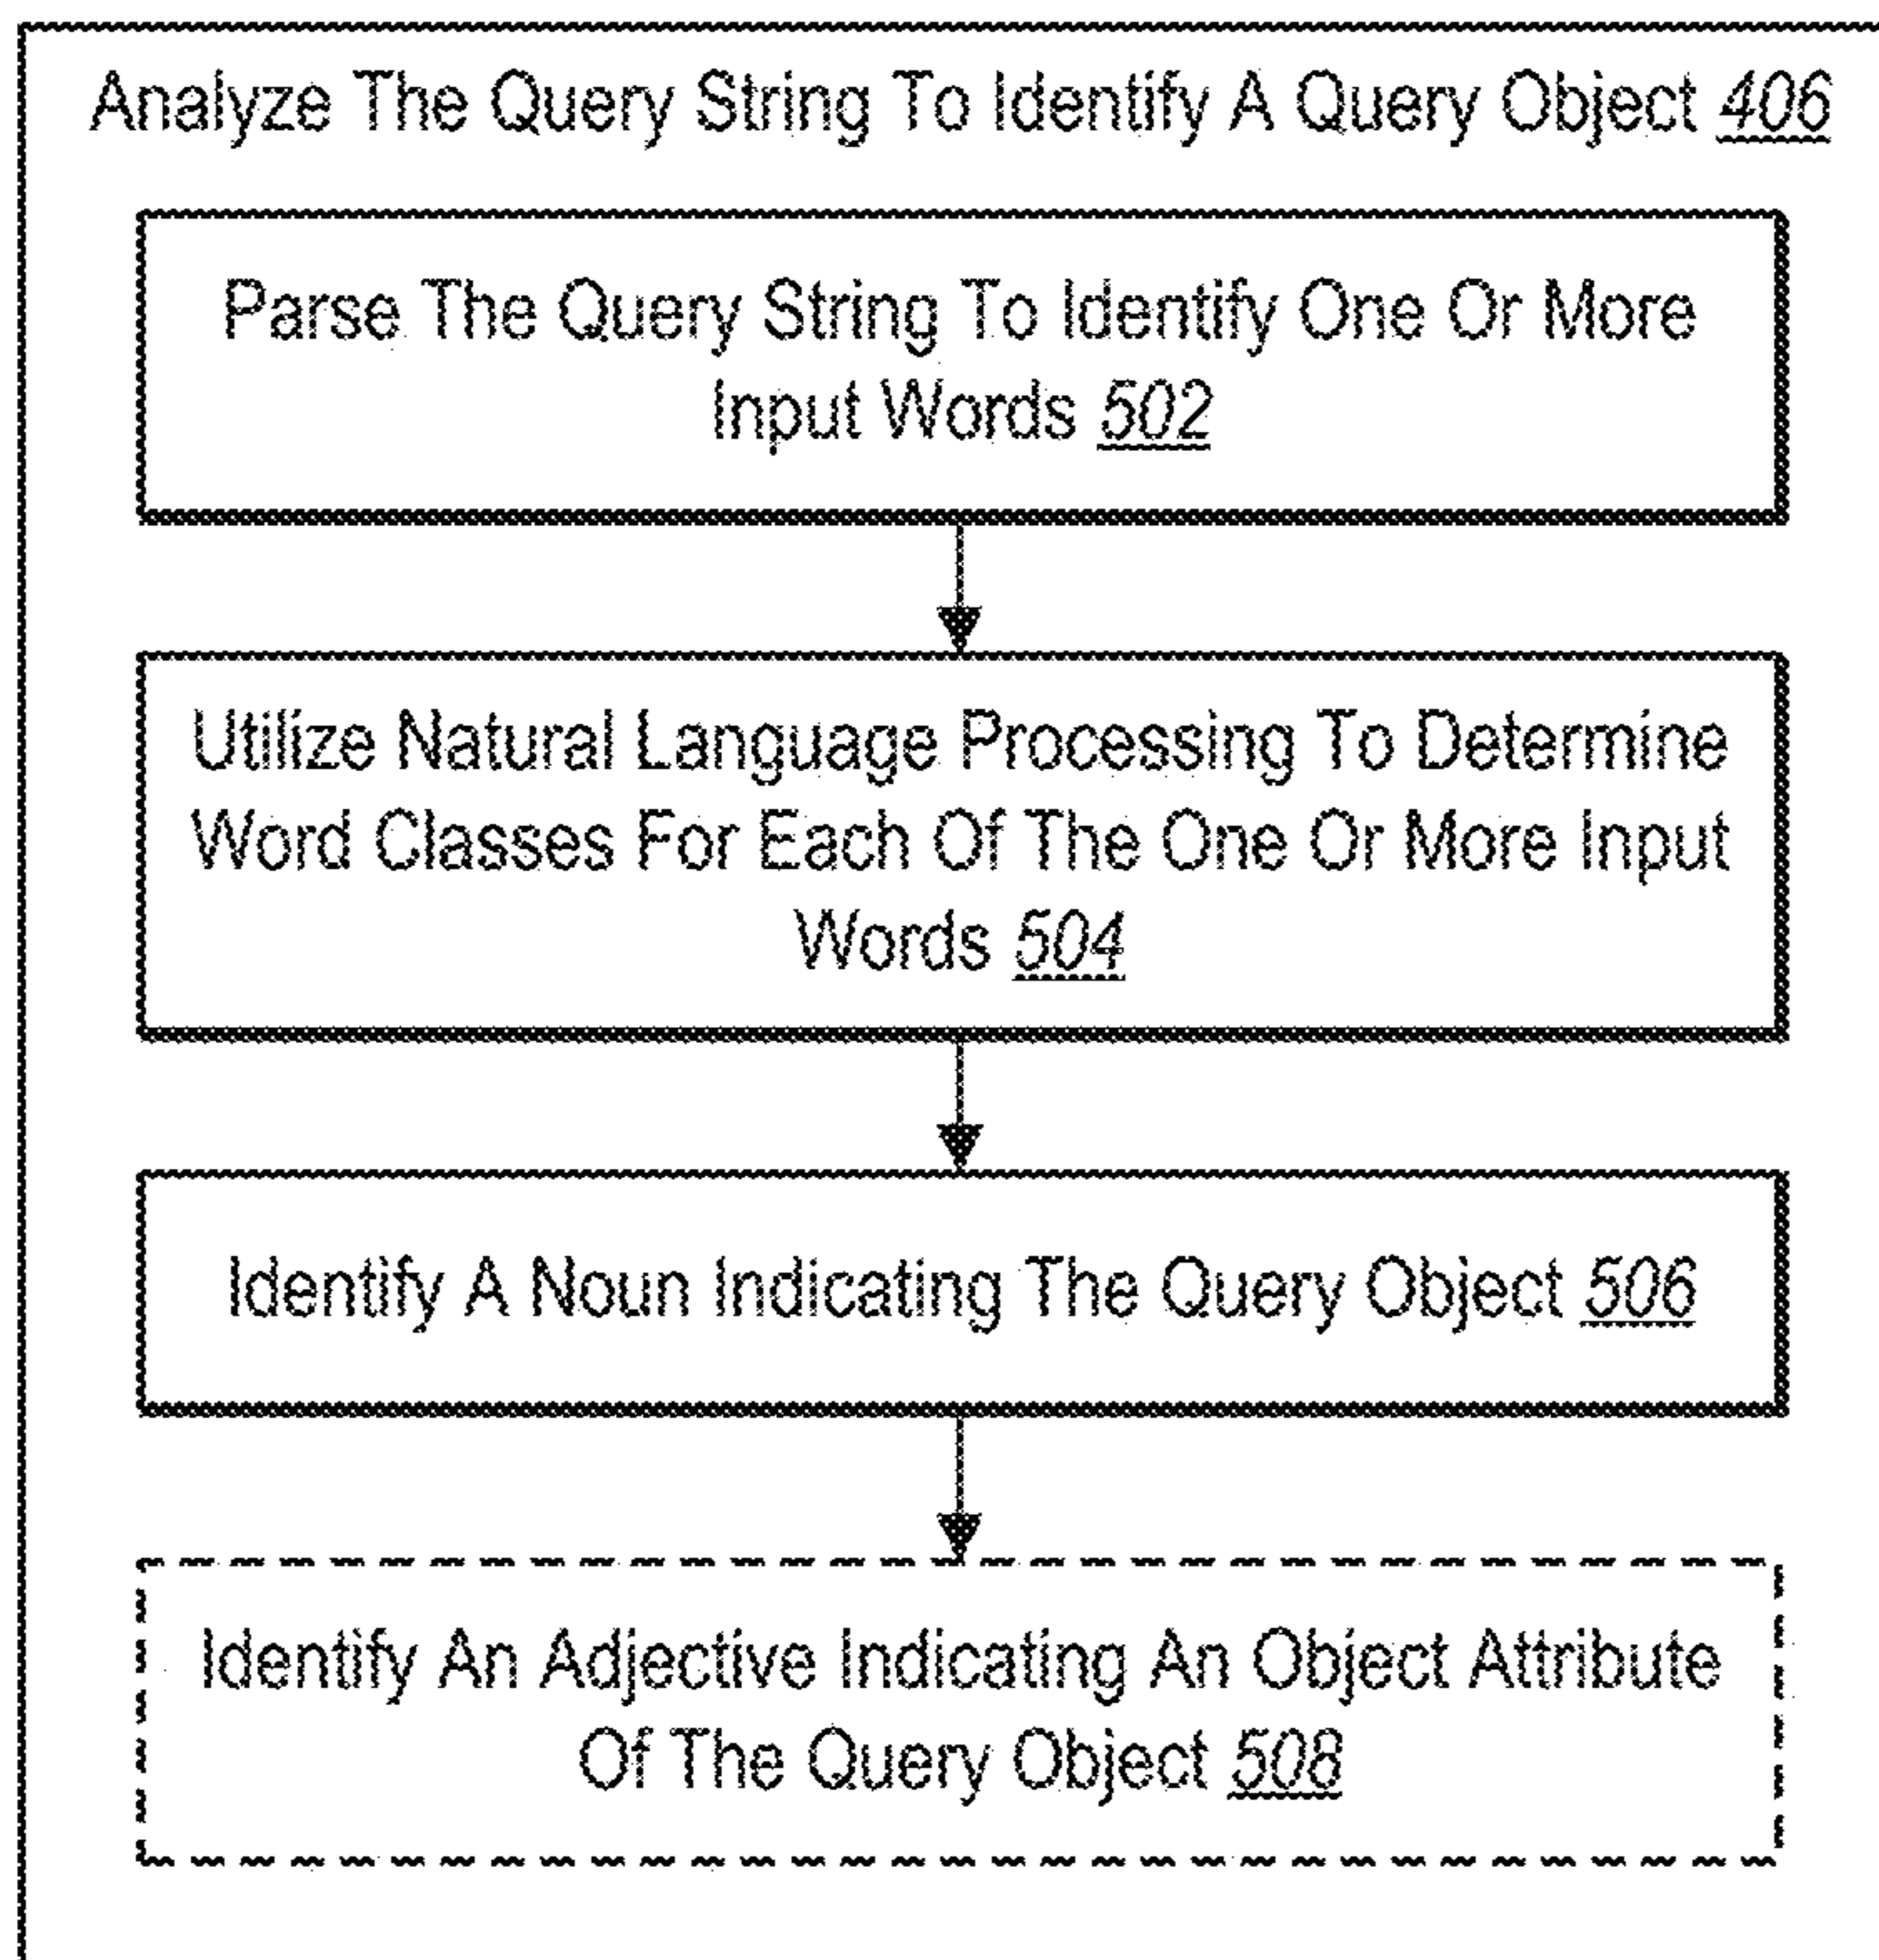 Analyze The Query String To Identify A Query Object 406
Parse The Query String To Identify One Or More
Input Words 502
Utilize Natural Language Processing To Determine
Word Classes For Each Of The One Or More Input
Words 504
Identify A Noun Indicating The Query Object 506
Identify An Adjective Indicating An Object Attribute
Of The Query Object 508